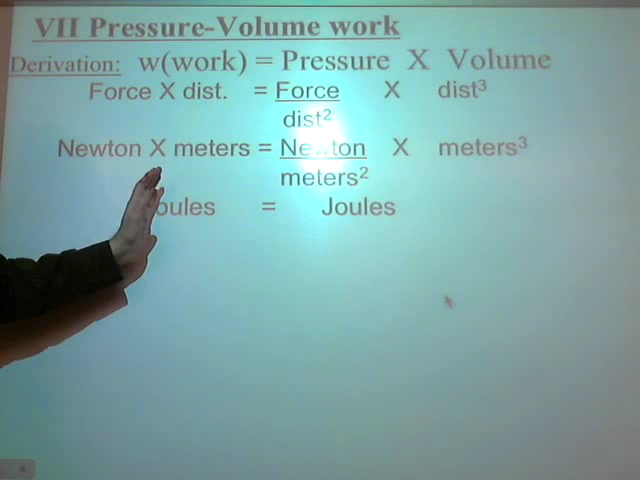 VII Pressure-Volume work
Derivation: w(work) = Pressure X Volume
Force X dist. = Force X dist³
dist²
Newton X meters = Newton X meters³
meters²
oules = Joules